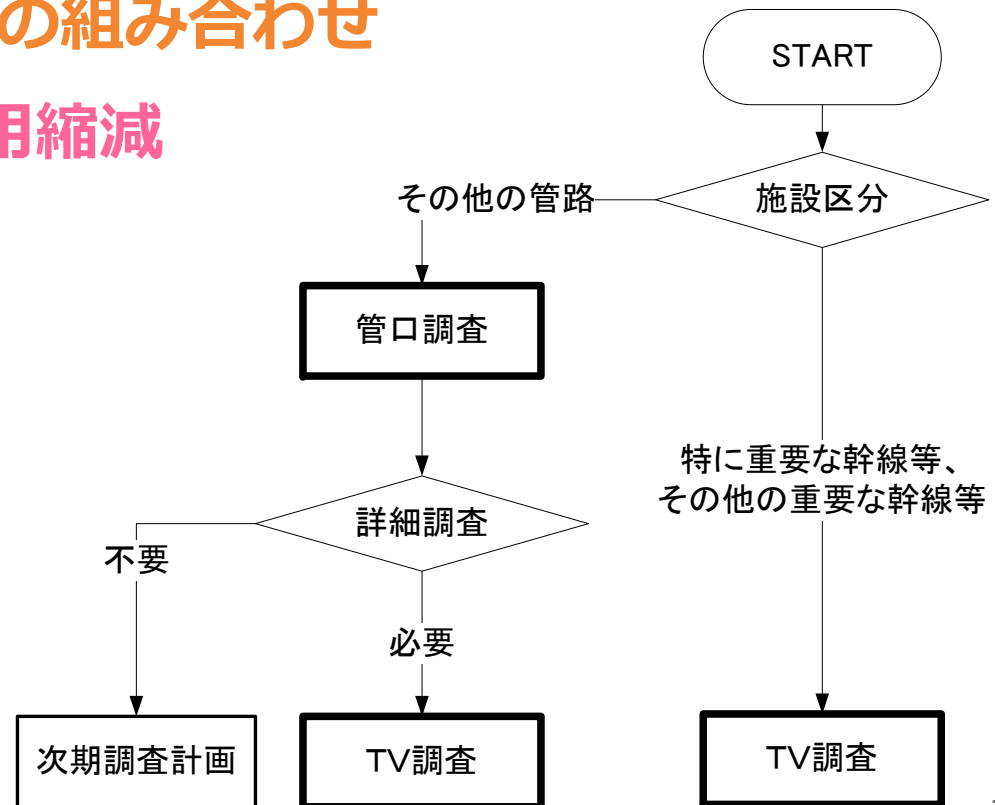 の組み合わせ
用縮減
START
施設区分
その他の管路
管口調査
特に重要な幹線等、
その他の重要な幹線等
詳細調査
不要
必要
次期調査計画
TV調査
TV調査